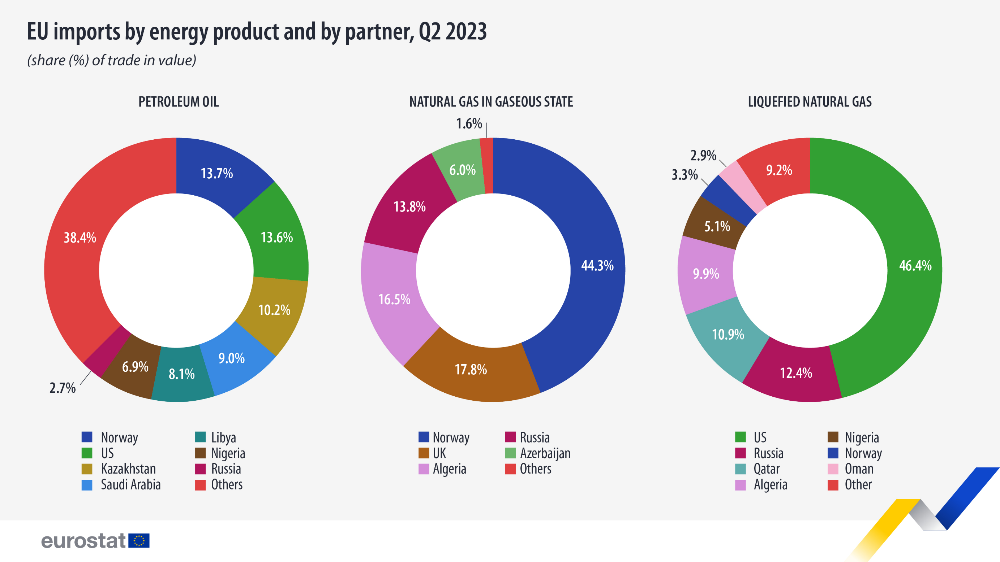 EU imports by energy product and by partner, Q2 2023
(share (%) of trade in value)
PETROLEUM OIL
13.7%
13.6%
10.2%
9.0%
8.1%
6.9%
2.7%
38.4%
Norway
US
Kazakhstan
Saudi Arabia
Libya
Nigeria
Russia
Others
NATURAL GAS IN GASEOUS STATE
44.3%
17.8%
16.5%
13.8%
6.0%
1.6%
Norway
UK
Algeria
Russia
Azerbaijan
Others
LIQUEFIED NATURAL GAS
46.4%
12.4%
10.9%
9.9%
5.1%
3.3%
2.9%
9.2%
US
Russia
Qatar
Algeria
Nigeria
Norway
Oman
Other
eurostat